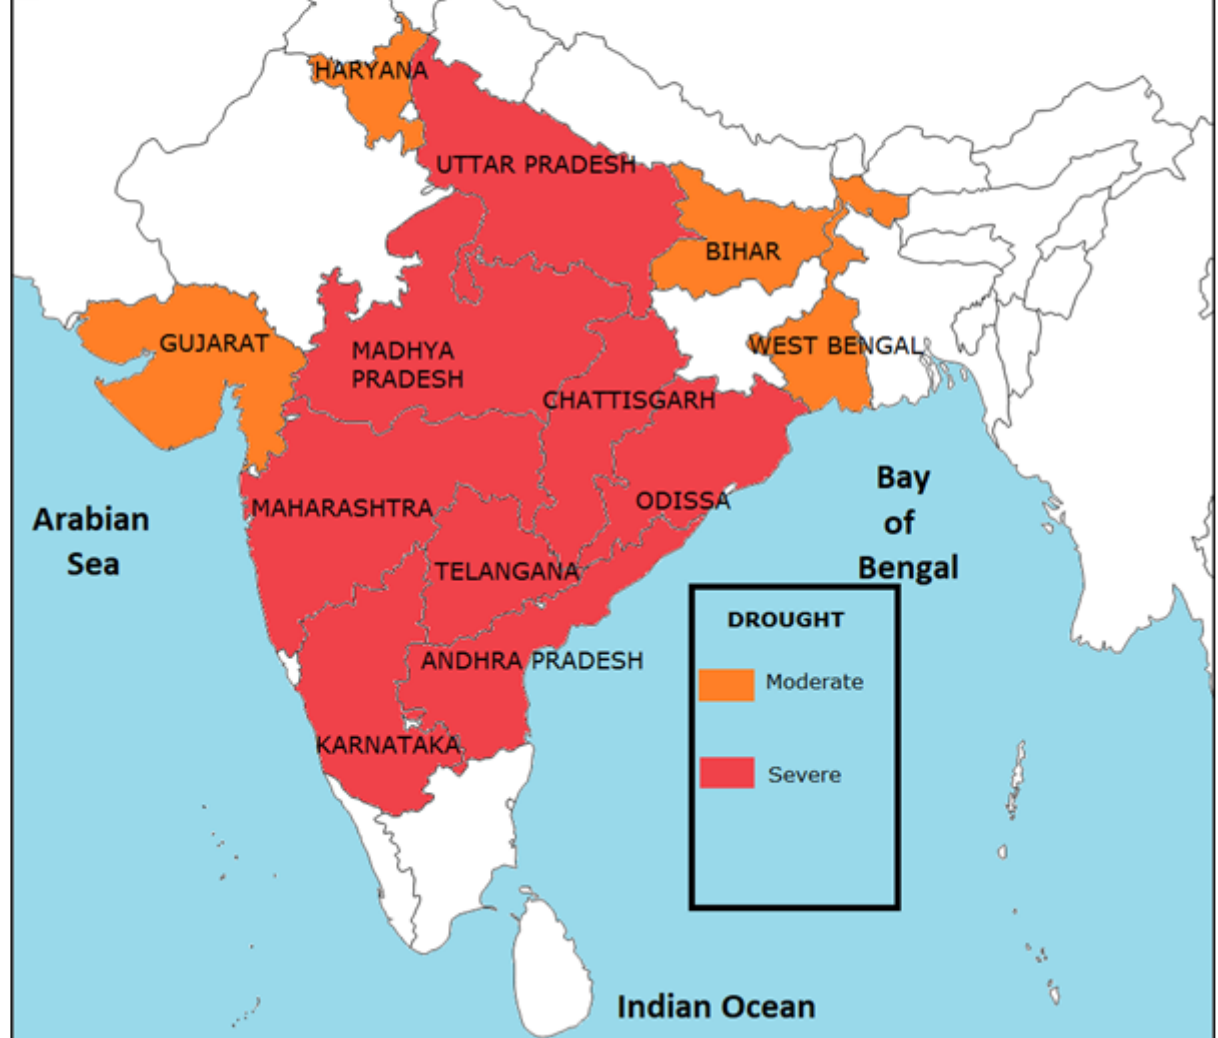 HARYANA
UTTAR PRADESH
BIHAR
GUJARAT
WEST BENGAL
MADHYA
PRADESH
CHATTISGARH
MAHARASHTRA
ODISSA
Arabian
Sea
Bay
of
Bengal
TELANGANA
ANDHRA PRADESH
KARNATAKA
DROUGHT
Moderate
Severe
Indian Ocean